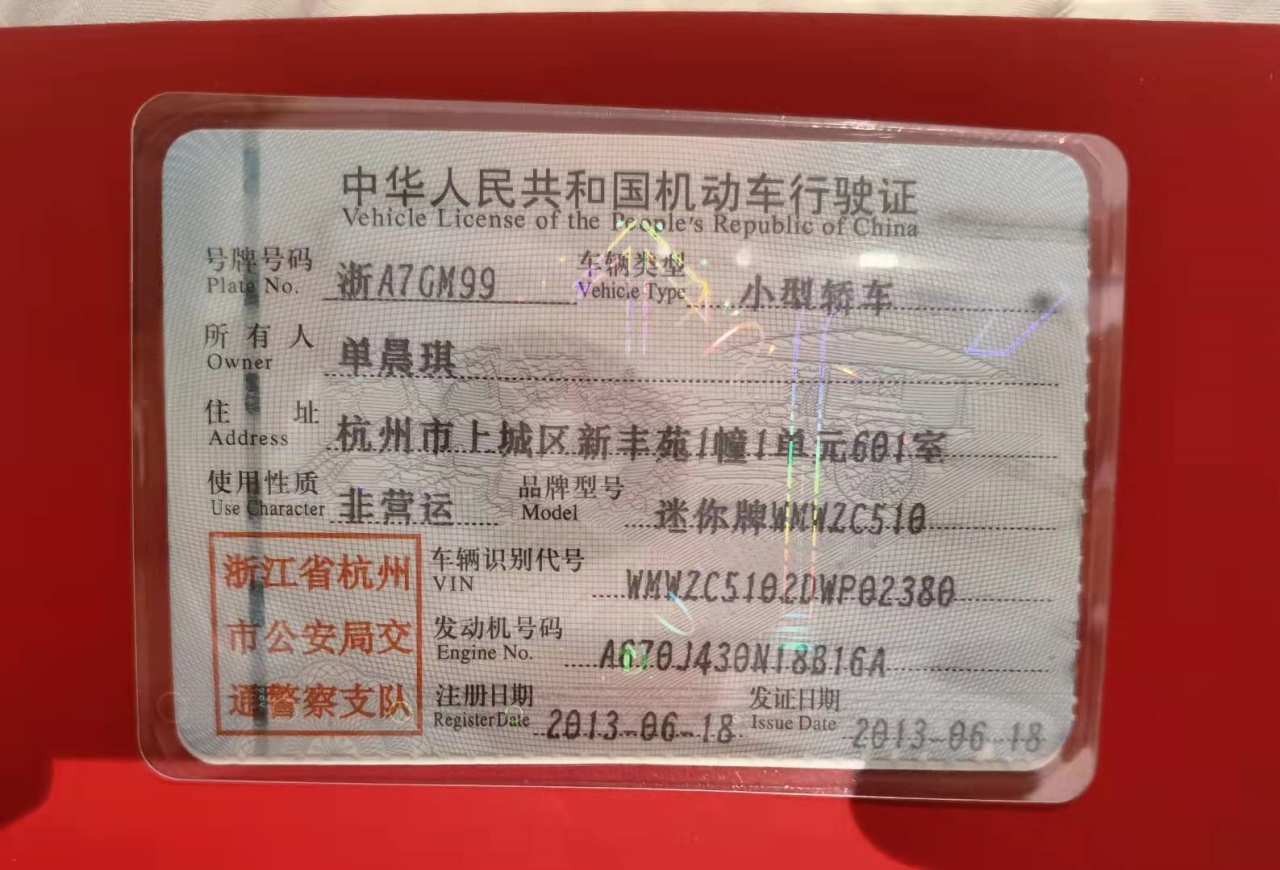 中华人民共和国机动车行驶证
Vehicle License of the People's Republic of China
号牌号码 浙A7GM99 车辆类型 小型轿车
Plate No. Vehicle Type
所有人 单晨琪
Owner
住址 杭州市上城区新丰苑1幢1单元601室
Address
使用性质 非营运 品牌型号 迷你牌WMWZC510
Use Character Model
浙江省杭州
市公安局交
通警察支队
车辆识别代号 WMWZC5102DWP02380
VIN
发动机号码 A670J430N18B16A
Engine No.
注册日期 2013-06-18 发证日期 2013-06-18
Register Date Issue Date